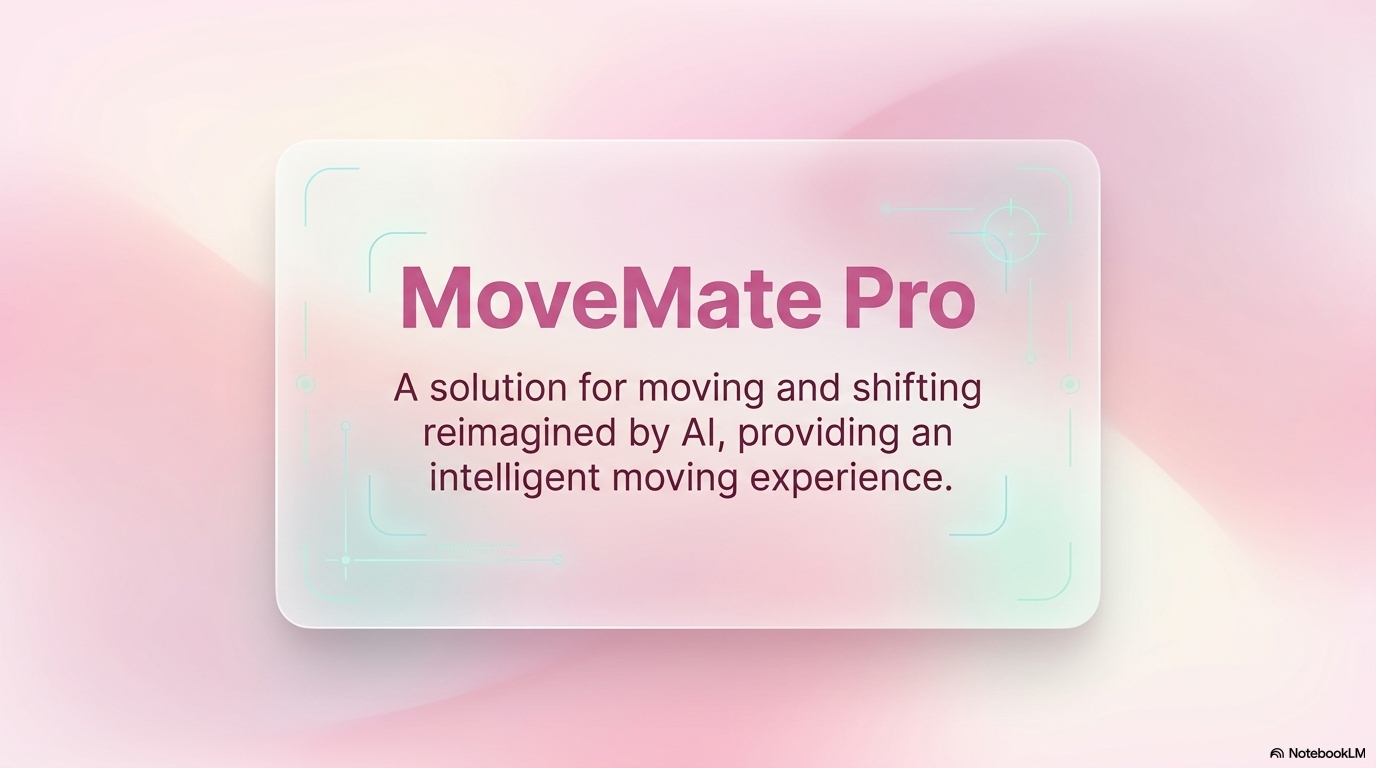 MoveMate Pro
A solution for moving and shifting
reimagined by AI, providing an
intelligent moving experience.
NotebookLM